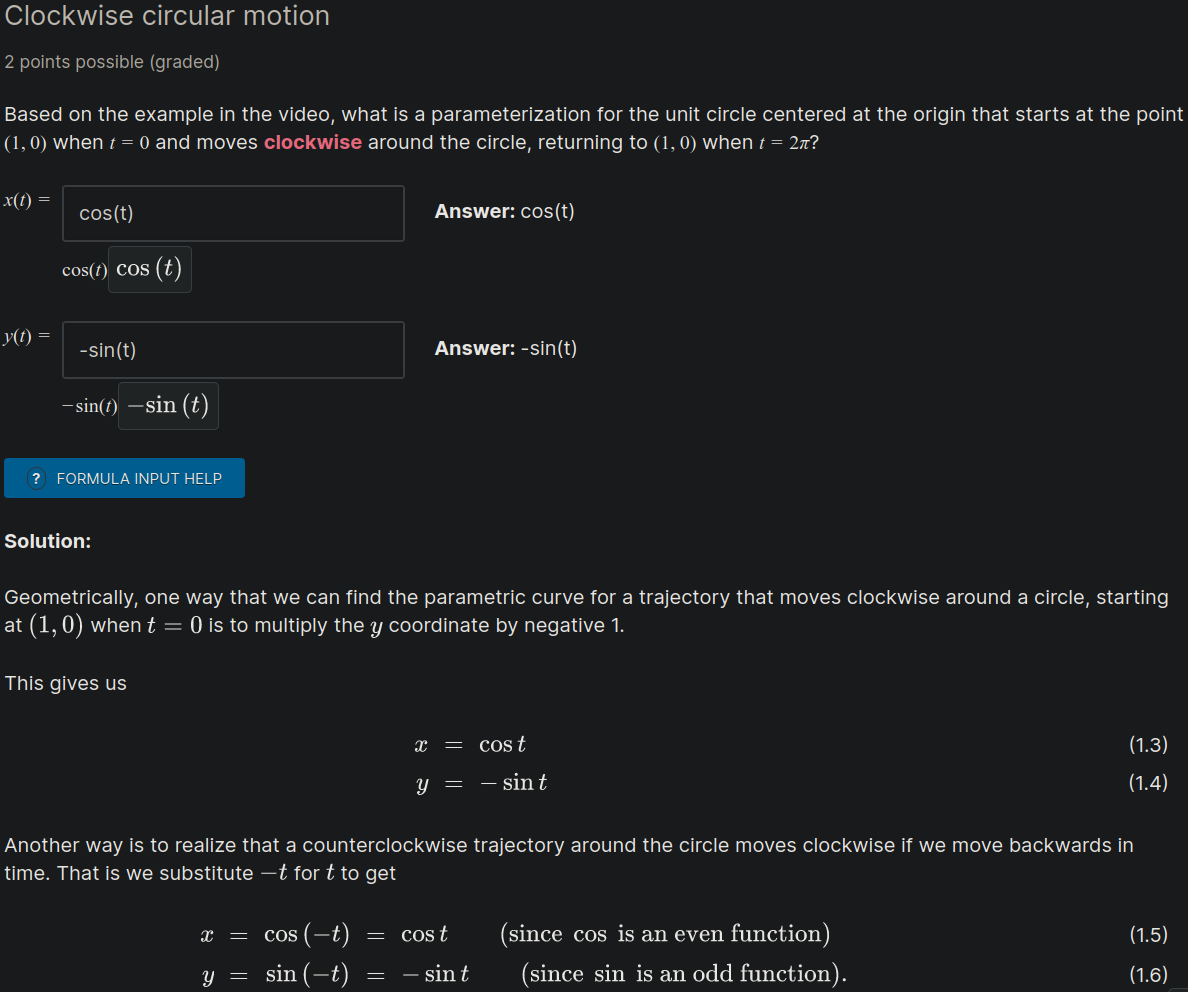 Clockwise circular motion
2 points possible (graded)
Based on the example in the video, what is a parameterization for the unit circle centered at the origin that starts at the point
(1, 0) when t = 0 and moves clockwise around the circle, returning to (1, 0) when t = 2π?
x(t) = cos(t) Answer: cos(t)
cos(t) cos (t)
y(t) = -sin(t) Answer: -sin(t)
−sin(t) −sin (t)
? FORMULA INPUT HELP
Solution:
Geometrically, one way that we can find the parametric curve for a trajectory that moves clockwise around a circle, starting
at (1, 0) when t = 0 is to multiply the y coordinate by negative 1.
This gives us
x = cos t (1.3)
y = − sin t (1.4)
Another way is to realize that a counterclockwise trajectory around the circle moves clockwise if we move backwards in
time. That is we substitute −t for t to get
x = cos (−t) = cos t (since cos is an even function) (1.5)
y = sin (−t) = − sin t (since sin is an odd function). (1.6)